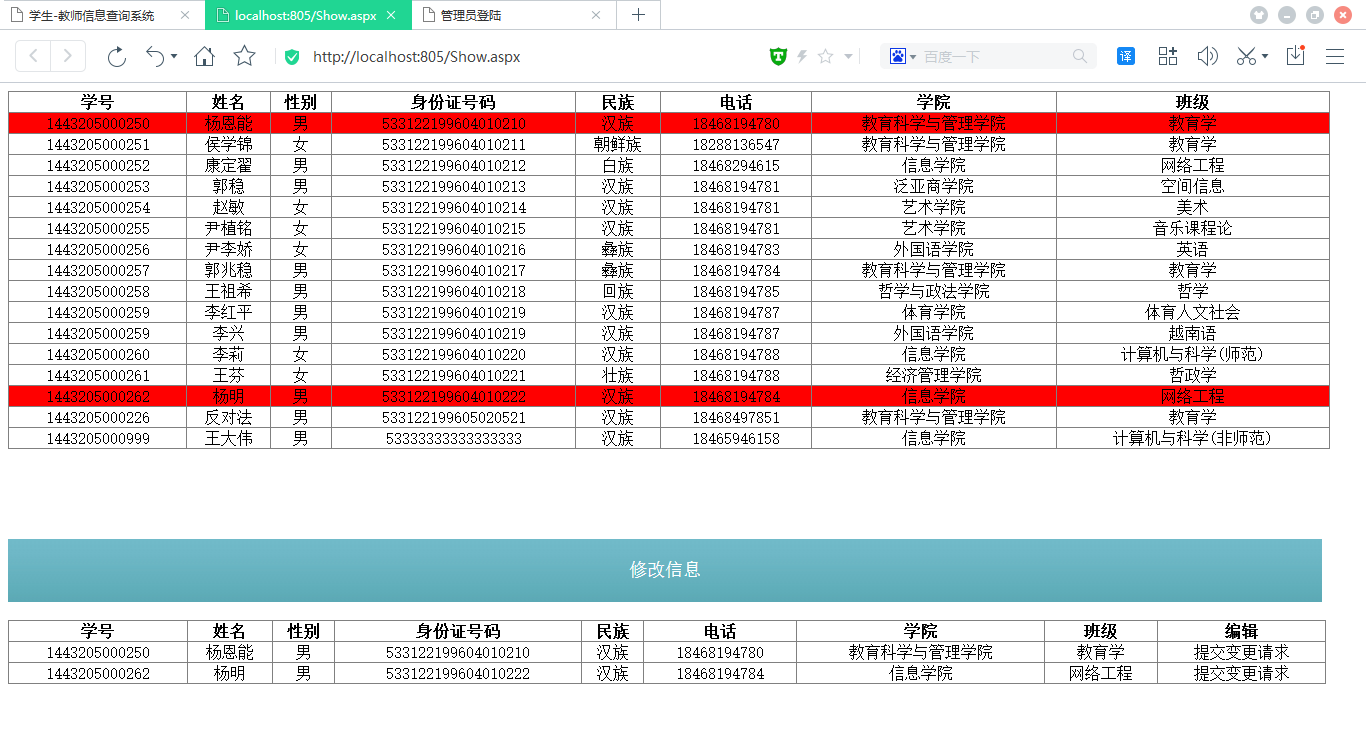 学生-教师信息查询系统 localhost:805/Show.aspx 管理员登陆
http://localhost:805/Show.aspx 百度一下 译
学号 姓名 性别 身份证号码 民族 电话 学院 班级
1443205000250 杨恩能 男 533122199604010210 汉族 18468194780 教育科学与管理学院 教育学
1443205000251 侯学锦 女 533122199604010211 朝鲜族 18288136547 教育科学与管理学院 教育学
1443205000252 康定翟 男 533122199604010212 白族 18468294615 信息学院 网络工程
1443205000253 郭稳 男 533122199604010213 汉族 18468194781 泛亚商学院 空间信息
1443205000254 赵敏 女 533122199604010214 汉族 18468194781 艺术学院 美术
1443205000255 尹植铭 女 533122199604010215 汉族 18468194781 艺术学院 音乐课程论
1443205000256 尹李娇 女 533122199604010216 彝族 18468194783 外国语学院 英语
1443205000257 郭兆稳 男 533122199604010217 彝族 18468194784 教育科学与管理学院 教育学
1443205000258 王祖希 男 533122199604010218 回族 18468194785 哲学与政法学院 哲学
1443205000259 李红平 男 533122199604010219 汉族 18468194787 体育学院 体育人文社会
1443205000259 李兴 男 533122199604010219 汉族 18468194787 外国语学院 越南语
1443205000260 李莉 女 533122199604010220 汉族 18468194788 信息学院 计算机与科学(师范)
1443205000261 王芬 女 533122199604010221 壮族 18468194788 经济管理学院 哲政学
1443205000262 杨明 男 533122199604010222 汉族 18468194784 信息学院 网络工程
1443205000226 反对法 男 533122199605020521 汉族 18468497851 教育科学与管理学院 教育学
1443205000999 王大伟 男 53333333333333333 汉族 18465946158 信息学院 计算机与科学(非师范)
修改信息
学号 姓名 性别 身份证号码 民族 电话 学院 班级 编辑
1443205000250 杨恩能 男 533122199604010210 汉族 18468194780 教育科学与管理学院 教育学 提交变更请求
1443205000262 杨明 男 533122199604010222 汉族 18468194784 信息学院 网络工程 提交变更请求